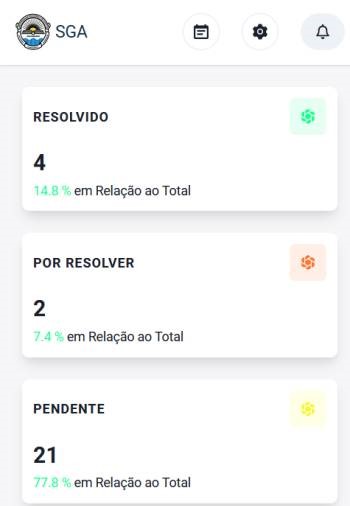 SGA
RESOLVIDO
4
14.8 % em Relação ao Total
POR RESOLVER
2
7.4 % em Relação ao Total
PENDENTE
21
77.8 % em Relação ao Total